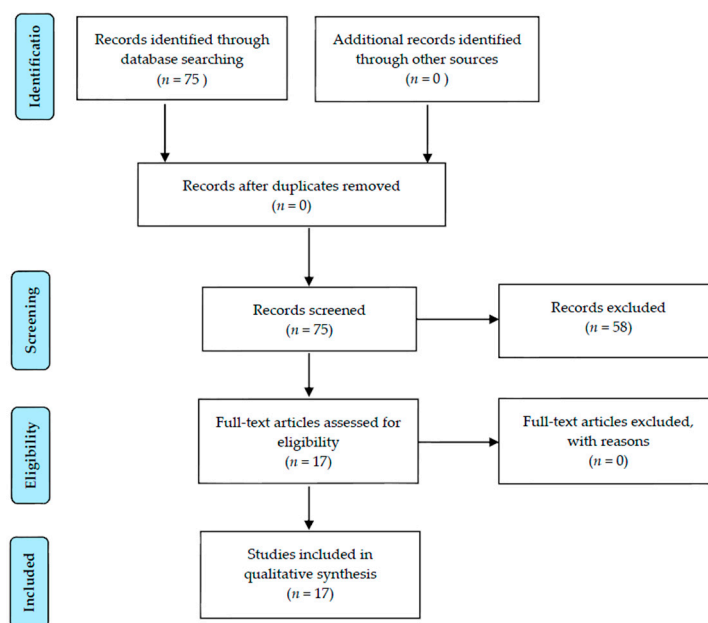 Identificatio
Records identified through
database searching
(n = 75 )
Additional records identified
through other sources
(n = 0 )
Records after duplicates removed
(n = 0)
Screening
Records screened
(n = 75)
Records excluded
(n = 58)
Eligibility
Full-text articles assessed for
eligibility
(n = 17)
Full-text articles excluded,
with reasons
(n = 0)
Included
Studies included in
qualitative synthesis
(n = 17)